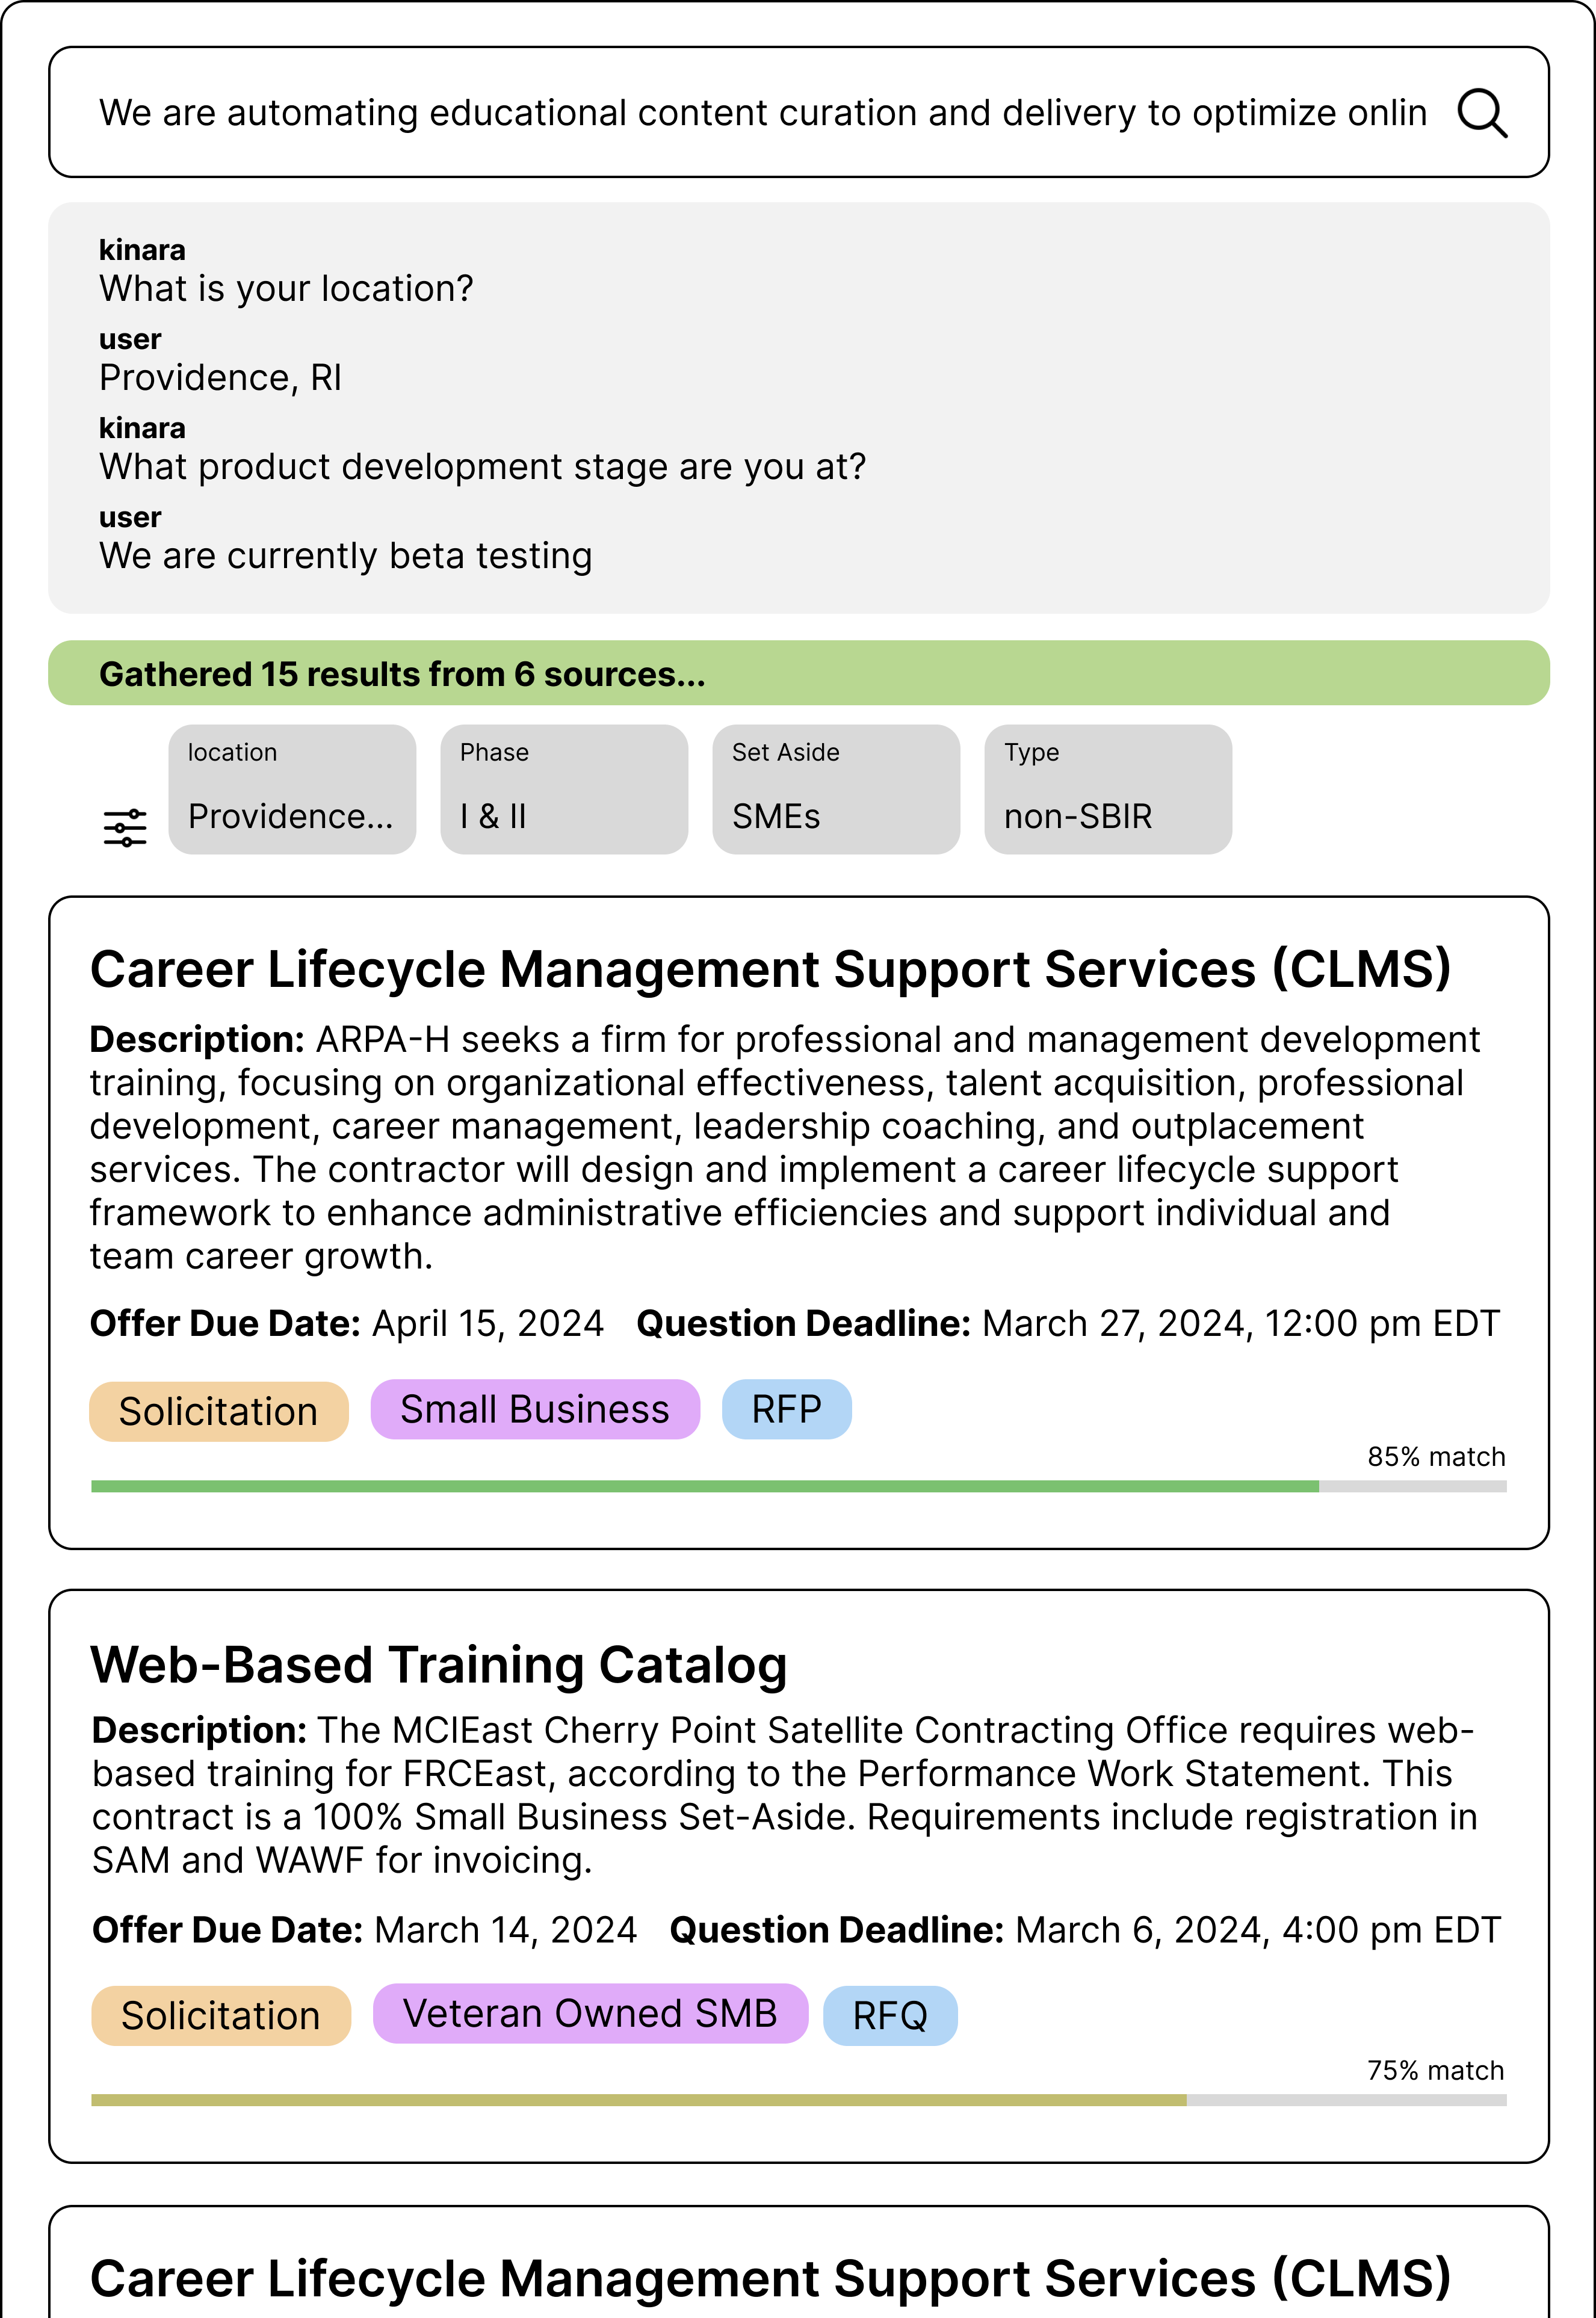 We are automating educational content curation and delivery to optimize onlin
kinara
What is your location?
user
Providence, RI
kinara
What product development stage are you at?
user
We are currently beta testing
Gathered 15 results from 6 sources...
location
Providence...
Phase
I & II
Set Aside
SMEs
Type
non-SBIR
Career Lifecycle Management Support Services (CLMS)
Description: ARPA-H seeks a firm for professional and management development
training, focusing on organizational effectiveness, talent acquisition, professional
development, career management, leadership coaching, and outplacement
services. The contractor will design and implement a career lifecycle support
framework to enhance administrative efficiencies and support individual and
team career growth.
Offer Due Date: April 15, 2024 Question Deadline: March 27, 2024, 12:00 pm EDT
Solicitation Small Business RFP
85% match
Web-Based Training Catalog
Description: The MCIEast Cherry Point Satellite Contracting Office requires web-
based training for FRCEast, according to the Performance Work Statement. This
contract is a 100% Small Business Set-Aside. Requirements include registration in
SAM and WAWF for invoicing.
Offer Due Date: March 14, 2024 Question Deadline: March 6, 2024, 4:00 pm EDT
Solicitation Veteran Owned SMB RFQ
75% match
Career Lifecycle Management Support Services (CLMS)